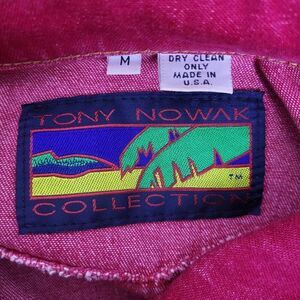 M
DRY CLEAN
ONLY
MADE IN
U.S.A.
TONY NOWAK
TM
COLLECTION